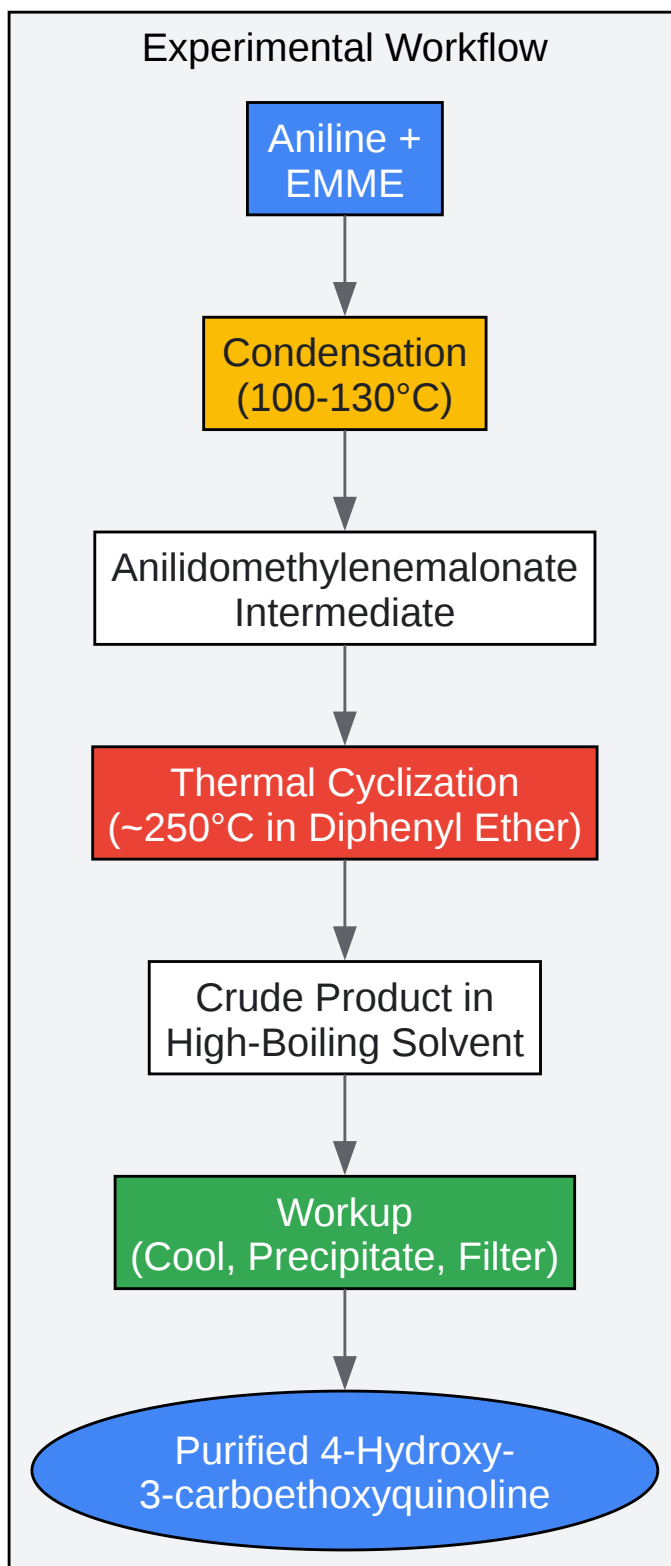 Experimental Workflow
Aniline +
EMME
Condensation
(100-130°C)
Anilidomethylenemalonate
Intermediate
Thermal Cyclization
(~250°C in Diphenyl Ether)
Crude Product in
High-Boiling Solvent
Workup
(Cool, Precipitate, Filter)
Purified 4-Hydroxy-
3-carboethoxyquinoline